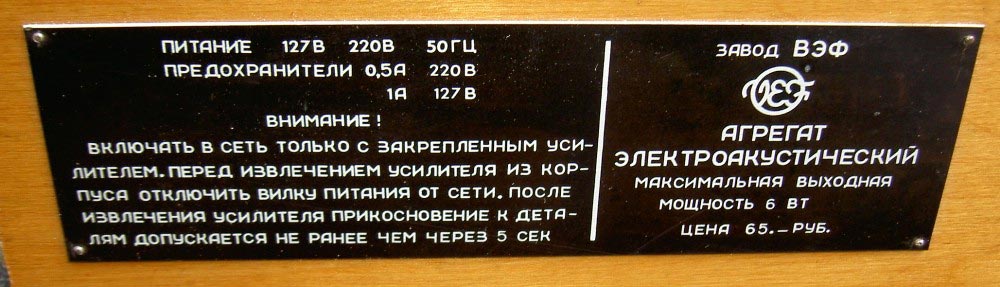 ПИТАНИЕ 127В 220В 50ГЦ
ПРЕДОХРАНИТЕЛИ 0,5А 220В
1А 127В
ВНИМАНИЕ!
ВКЛЮЧАТЬ В СЕТЬ ТОЛЬКО С ЗАКРЕПЛЕННЫМ УСИ-
ЛИТЕЛЕМ. ПЕРЕД ИЗВЛЕЧЕНИЕМ УСИЛИТЕЛЯ ИЗ КОР-
ПУСА ОТКЛЮЧИТЬ ВИЛКУ ПИТАНИЯ ОТ СЕТИ. ПОСЛЕ
ИЗВЛЕЧЕНИЯ УСИЛИТЕЛЯ ПРИКОСНОВЕНИЕ К ДЕТА-
ЛЯМ ДОПУСКАЕТСЯ НЕ РАНЕЕ ЧЕМ ЧЕРЕЗ 5 СЕК
ЗАВОД ВЭФ
VEF
АГРЕГАТ
ЭЛЕКТРОАКУСТИЧЕСКИЙ
МАКСИМАЛЬНАЯ ВЫХОДНАЯ
МОЩНОСТЬ 6 ВТ
ЦЕНА 65.–РУБ.